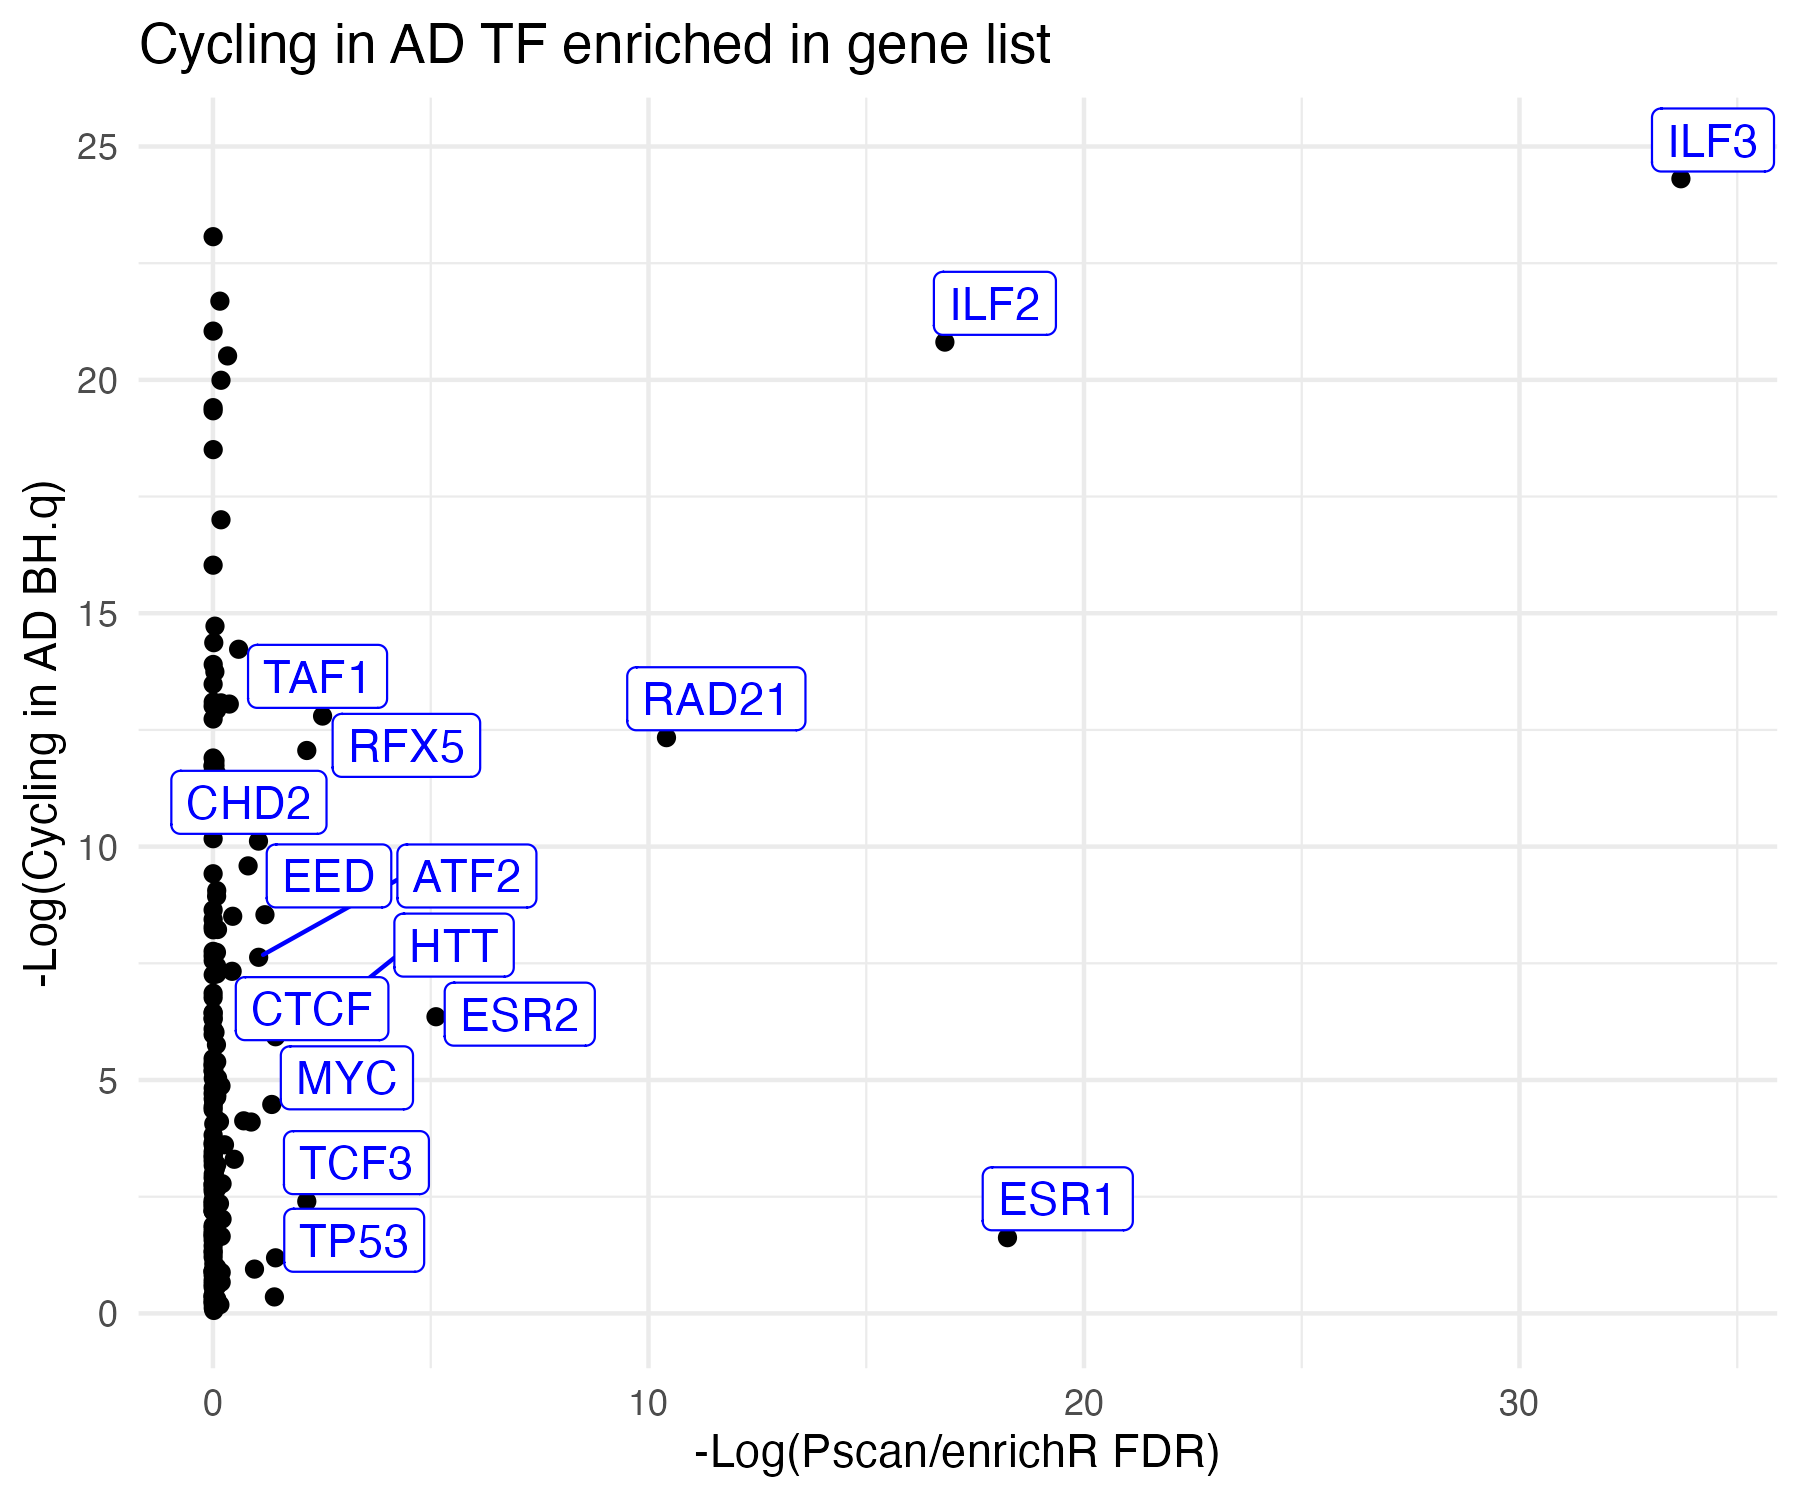 Cycling in AD TF enriched in gene list
-Log(Cycling in AD BH.q)
25
20
15
10
5
0
ILF3
ILF2
TAF1
RAD21
RFX5
CHD2
EED
ATF2
HTT
CTCF
ESR2
MYC
TCF3
ESR1
TP53
0
10
20
30
-Log(Pscan/enrichR FDR)